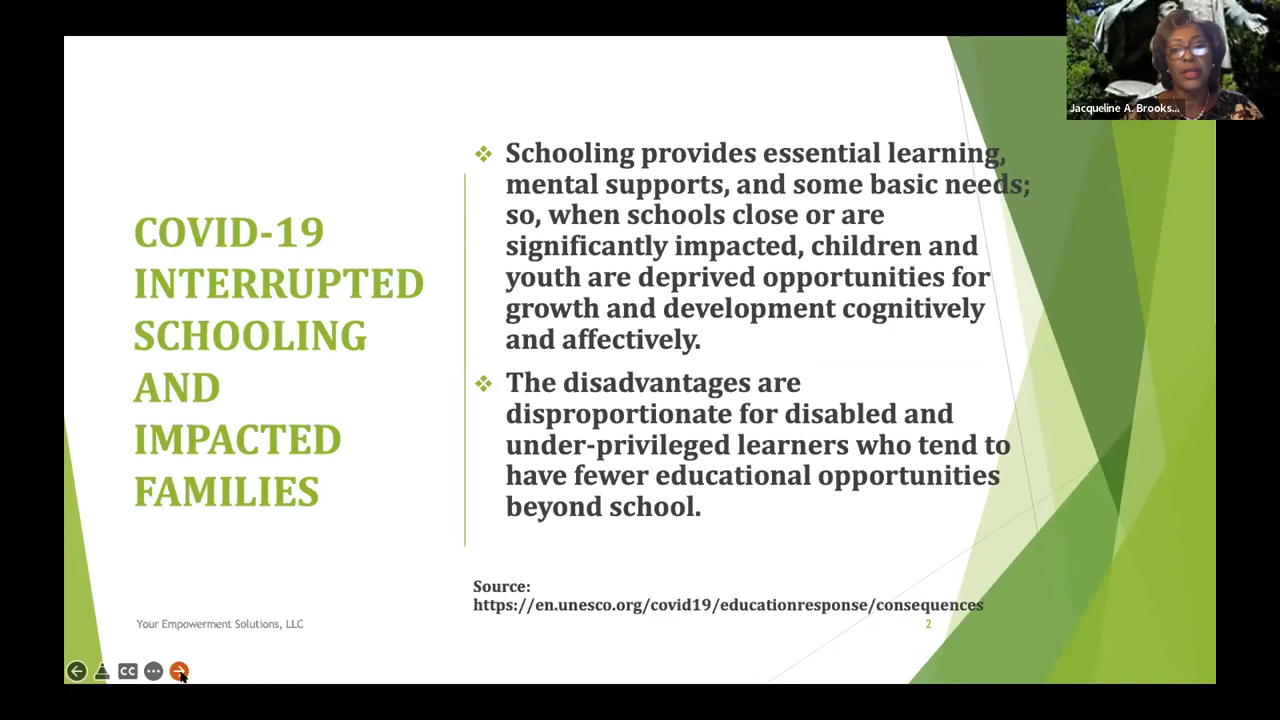 Jacqueline A. Brooks...
COVID-19
INTERRUPTED
SCHOOLING
AND
IMPACTED
FAMILIES
Schooling provides essential learning,
mental supports, and some basic needs;
so, when schools close or are
significantly impacted, children and
youth are deprived opportunities for
growth and development cognitively
and affectively.
The disadvantages are
disproportionate for disabled and
under-privileged learners who tend to
have fewer educational opportunities
beyond school.
Source:
https://en.unesco.org/covid19/educationresponse/consequences
Your Empowerment Solutions, LLC
2
CC